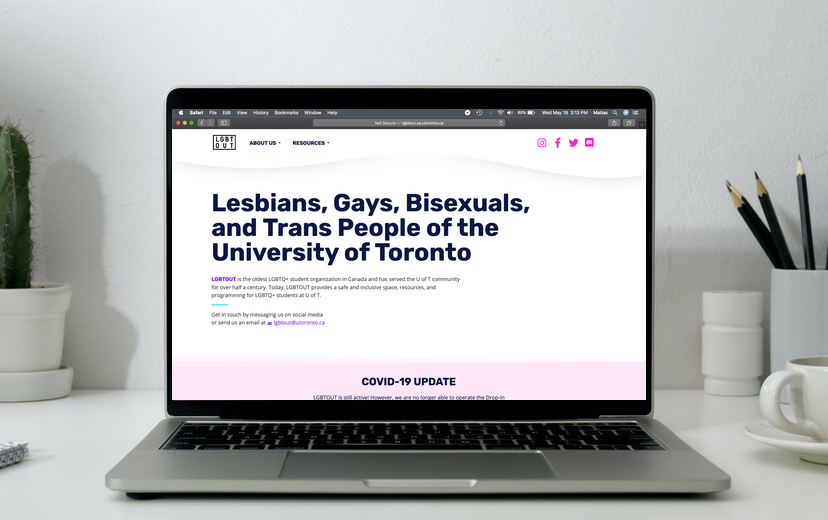 Safari File Edit View History Bookmarks Window Help 90% Wed May 19 3:13 PM Matias
Not Secure — lgbtout.sa.utoronto.ca
LGBT
OUT
ABOUT US
RESOURCES
Lesbians, Gays, Bisexuals,
and Trans People of the
University of Toronto
LGBTOUT is the oldest LGBTQ+ student organization in Canada and has served the U of T community
for over half a century. Today, LGBTOUT provides a safe and inclusive space, resources, and
programming for LGBTQ+ students at U of T.
Get in touch by messaging us on social media
or send us an email at lgbtout@utoronto.ca
COVID-19 UPDATE
LGBTOUT is still active! However, we are no longer able to operate the Drop-In